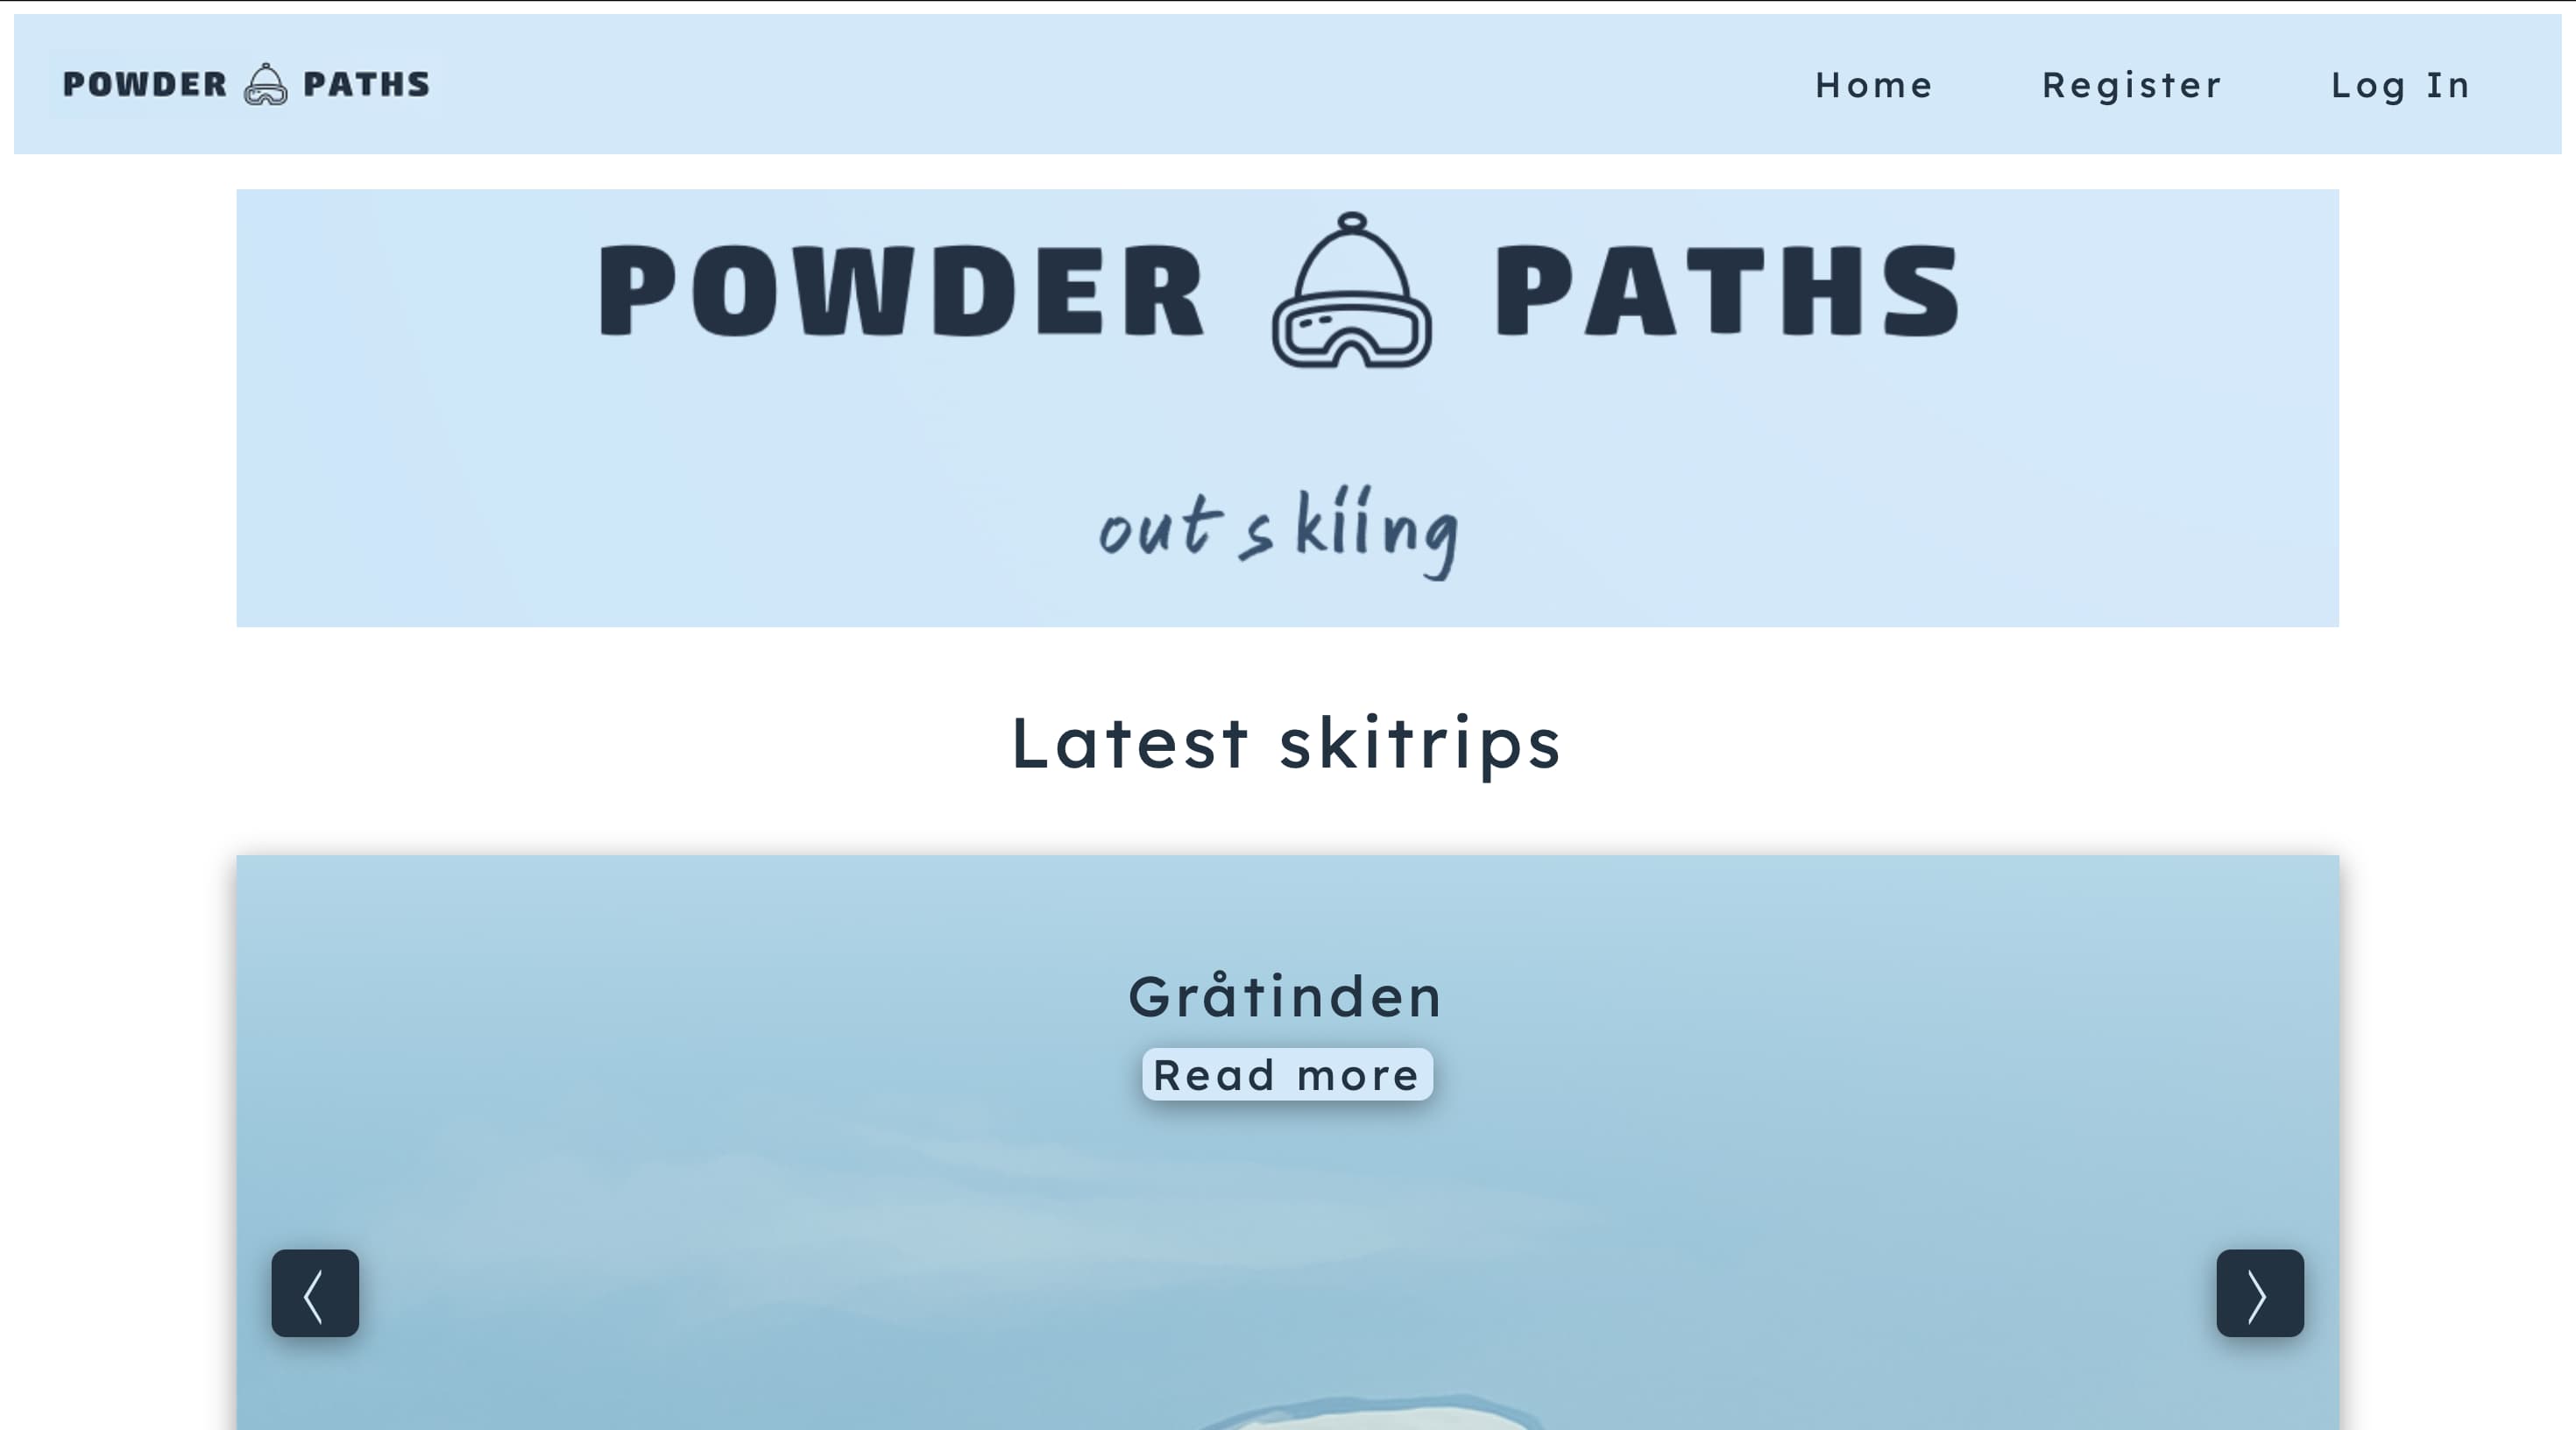 POWDER PATHS
Home Register Log In
POWDER PATHS
out skiing
Latest skitrips
Gråtinden
Read more